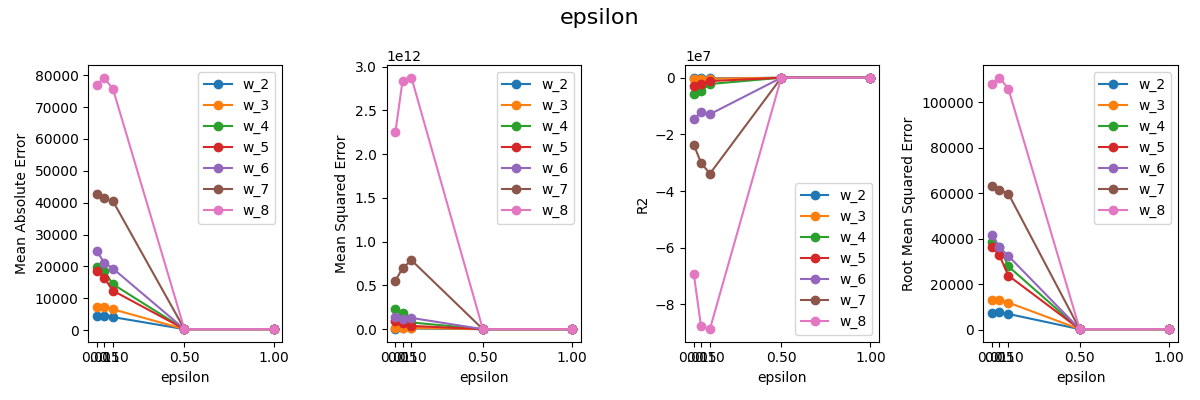 epsilon
Mean Absolute Error
80000
70000
60000
50000
40000
30000
20000
10000
0
0.50
1.00
epsilon
w_2
w_3
w_4
w_5
w_6
w_7
w_8
1e12
Mean Squared Error
3.0
2.5
2.0
1.5
1.0
0.5
0.0
0.50
1.00
epsilon
w_2
w_3
w_4
w_5
w_6
w_7
w_8
1e7
R2
0
−2
−4
−6
−8
0.50
1.00
epsilon
w_2
w_3
w_4
w_5
w_6
w_7
w_8
Root Mean Squared Error
100000
80000
60000
40000
20000
0
0.50
1.00
epsilon
w_2
w_3
w_4
w_5
w_6
w_7
w_8